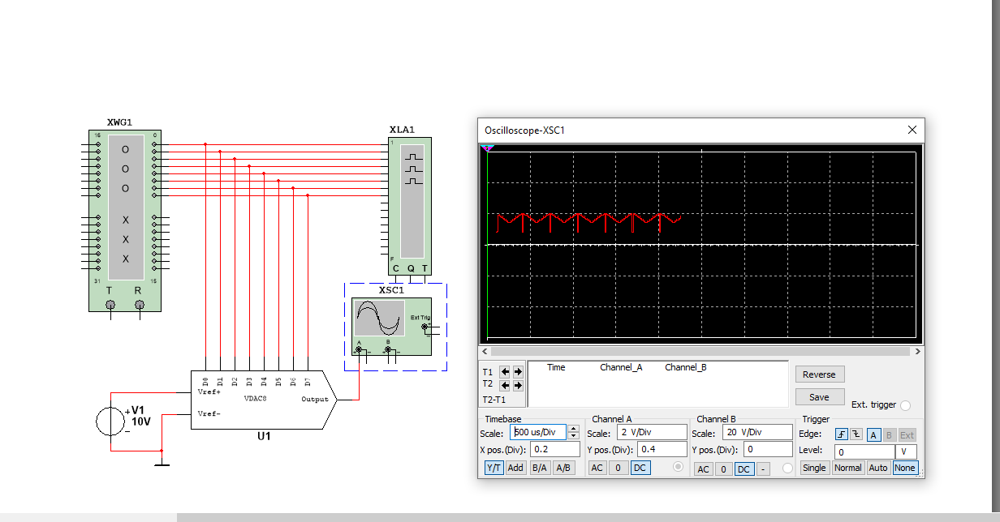 XWG1
16
0
O
O
O
X
X
X
31
15
T
R
XLA1
1
F
C Q T
XSC1
Ext Trig
A
B
+
-
+
-
D0
D1
D2
D3
D4
D5
D6
D7
Vref+
VDAC8
Output
Vref-
U1
+
V1
10V
-
Oscilloscope-XSC1
Time Channel_A Channel_B
T1
T2
T2-T1
Reverse
Save
Ext. trigger
Timebase
Scale: 500 us/Div
X pos.(Div): 0.2
Y/T Add B/A A/B
Channel A
Scale: 2 V/Div
Y pos.(Div): 0.4
AC 0 DC
Channel B
Scale: 20 V/Div
Y pos.(Div): 0
AC 0 DC -
Trigger
Edge: A B Ext
Level: 0 V
Single Normal Auto None